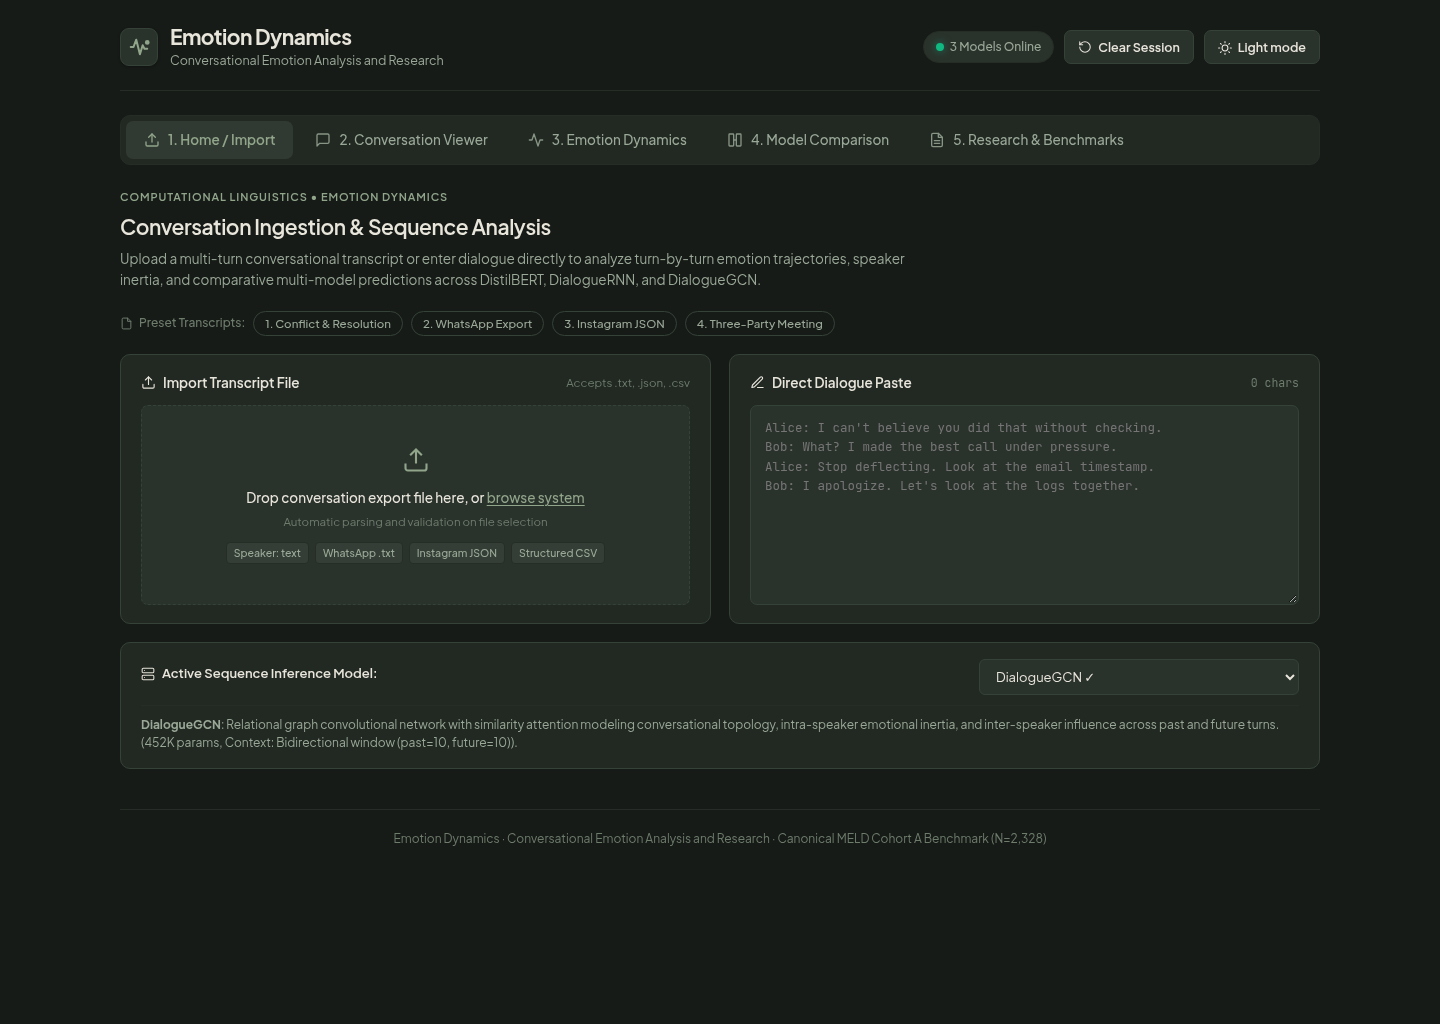 Emotion Dynamics
Conversational Emotion Analysis and Research
3 Models Online
Clear Session
Light mode
1. Home / Import
2. Conversation Viewer
3. Emotion Dynamics
4. Model Comparison
5. Research & Benchmarks
COMPUTATIONAL LINGUISTICS • EMOTION DYNAMICS
Conversation Ingestion & Sequence Analysis
Upload a multi-turn conversational transcript or enter dialogue directly to analyze turn-by-turn emotion trajectories, speaker
inertia, and comparative multi-model predictions across DistilBERT, DialogueRNN, and DialogueGCN.
Preset Transcripts:
1. Conflict & Resolution
2. WhatsApp Export
3. Instagram JSON
4. Three-Party Meeting
Import Transcript File
Accepts .txt, .json, .csv
Drop conversation export file here, or browse system
Automatic parsing and validation on file selection
Speaker: text
WhatsApp .txt
Instagram JSON
Structured CSV
Direct Dialogue Paste
0 chars
Alice: I can't believe you did that without checking.
Bob: What? I made the best call under pressure.
Alice: Stop deflecting. Look at the email timestamp.
Bob: I apologize. Let's look at the logs together.
Active Sequence Inference Model:
DialogueGCN ✓
DialogueGCN: Relational graph convolutional network with similarity attention modeling conversational topology, intra-speaker emotional inertia, and inter-speaker influence across past and future turns.
(452K params, Context: Bidirectional window (past=10, future=10)).
Emotion Dynamics · Conversational Emotion Analysis and Research · Canonical MELD Cohort A Benchmark (N=2,328)